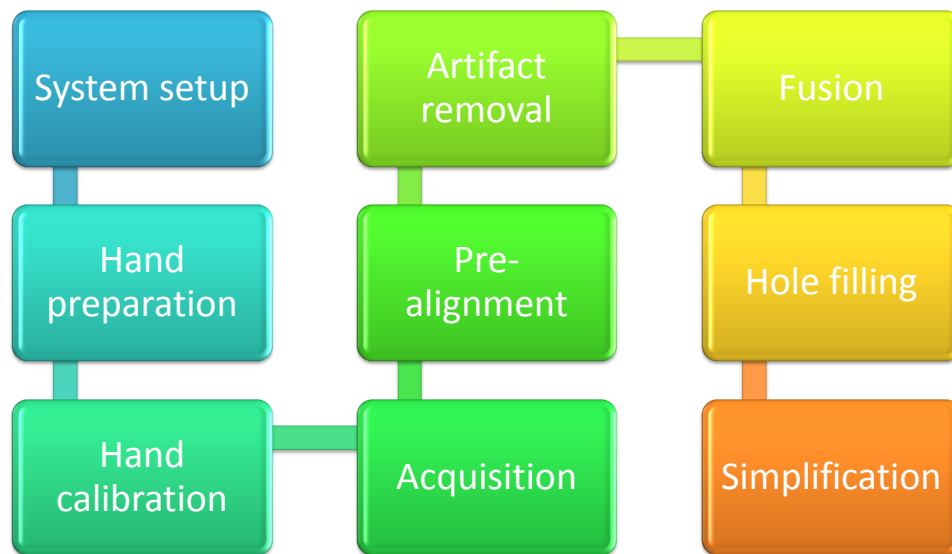 System setup
Hand
preparation
Hand
calibration
Acquisition
Pre-
alignment
Artifact
removal
Fusion
Hole filling
Simplification